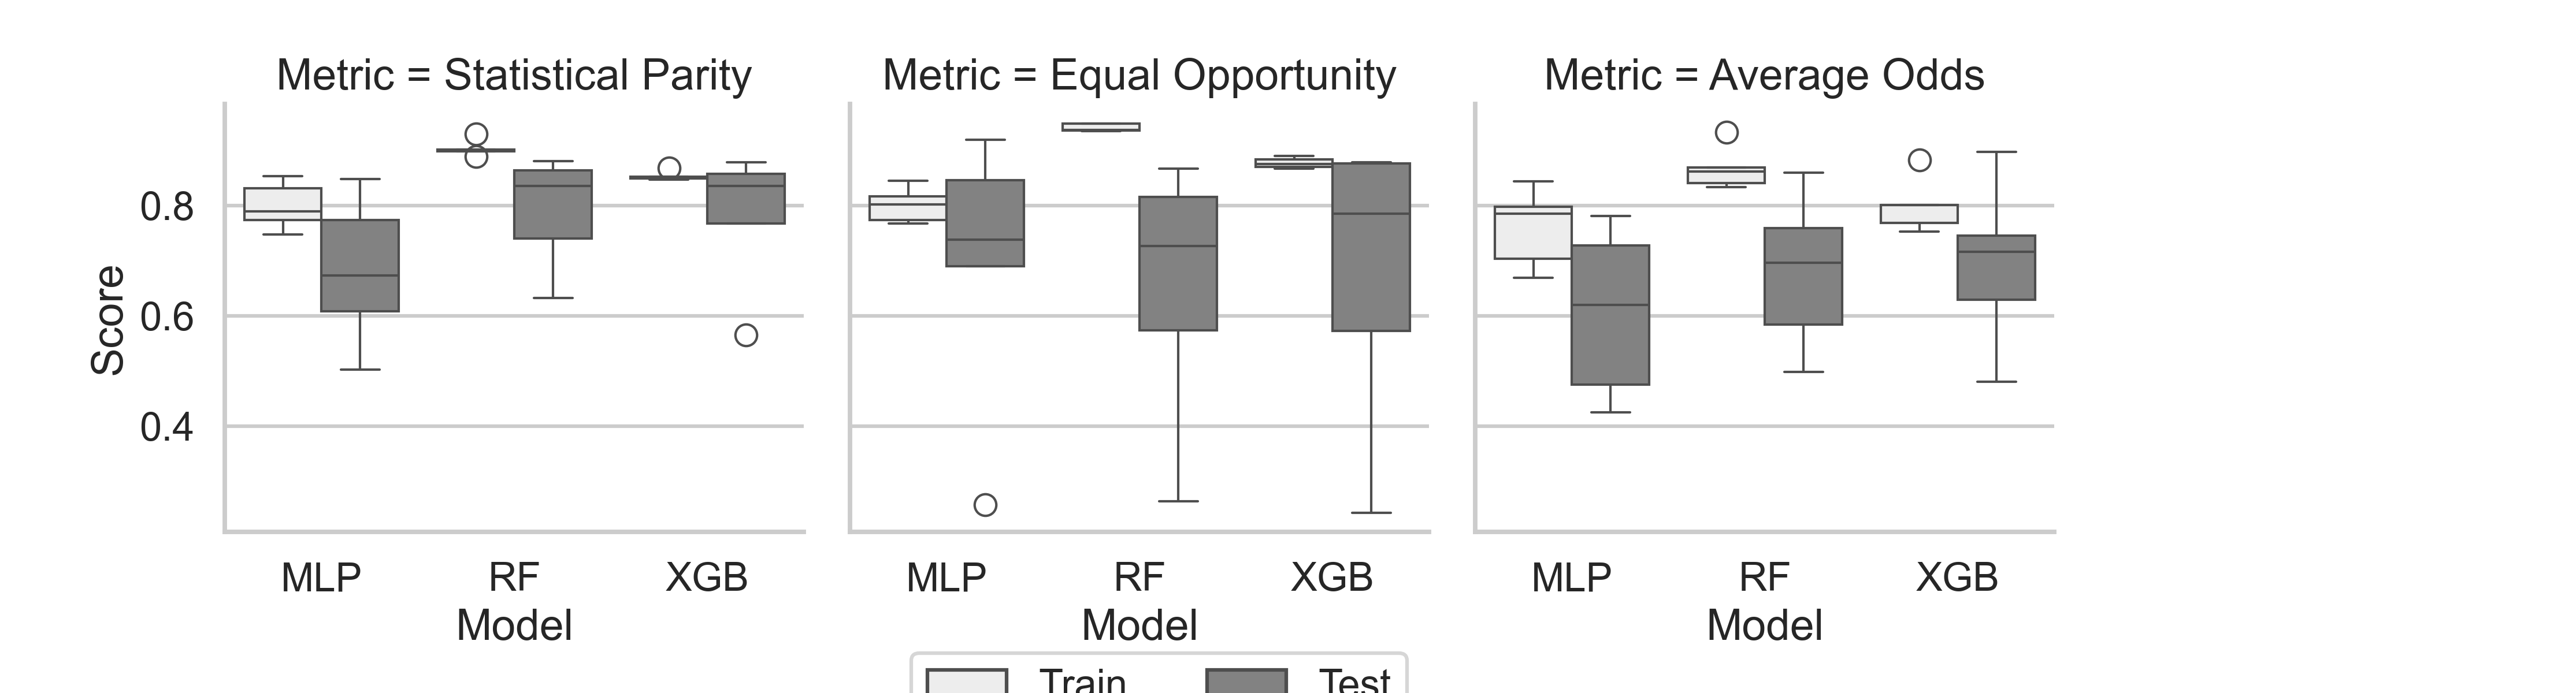 Metric = Statistical Parity
Metric = Equal Opportunity
Metric = Average Odds
Score
0.8
0.6
0.4
MLP RF XGB
MLP RF XGB
MLP RF XGB
Model
Model
Model
Train Test